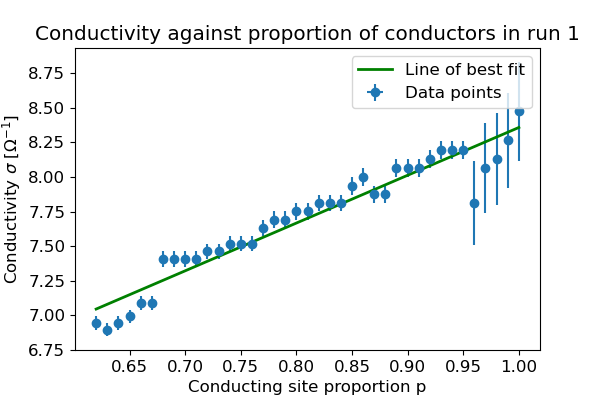 Conductivity against proportion of conductors in run 1
Conductivity σ [Ω⁻¹]
8.75
8.50
8.25
8.00
7.75
7.50
7.25
7.00
6.75
Line of best fit
Data points
0.65 0.70 0.75 0.80 0.85 0.90 0.95 1.00
Conducting site proportion p